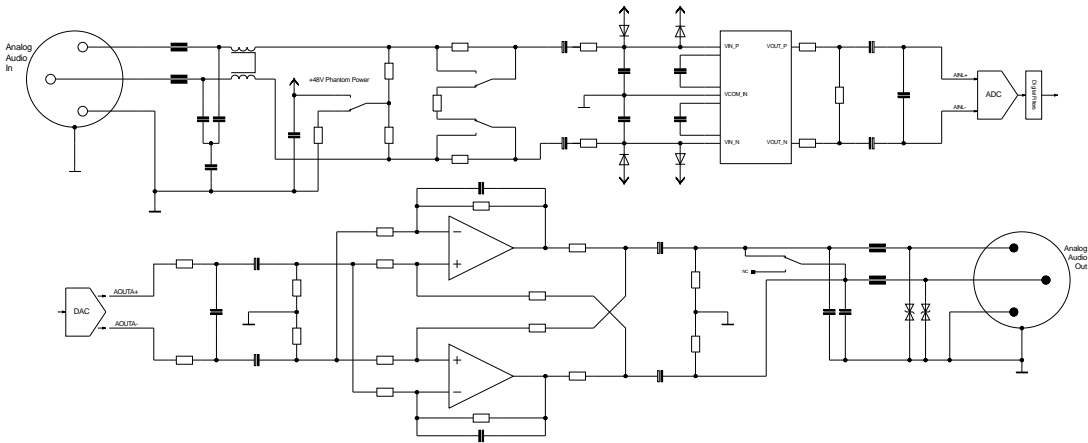 Analog
Audio
In
+48V Phantom Power
VIN_P
VOUT_P
VCOM_IN
VIN_N
VOUT_N
AINL+
AINL-
ADC
Digital Filters
DAC
AOUTA+
AOUTA-
NC
Analog
Audio
Out